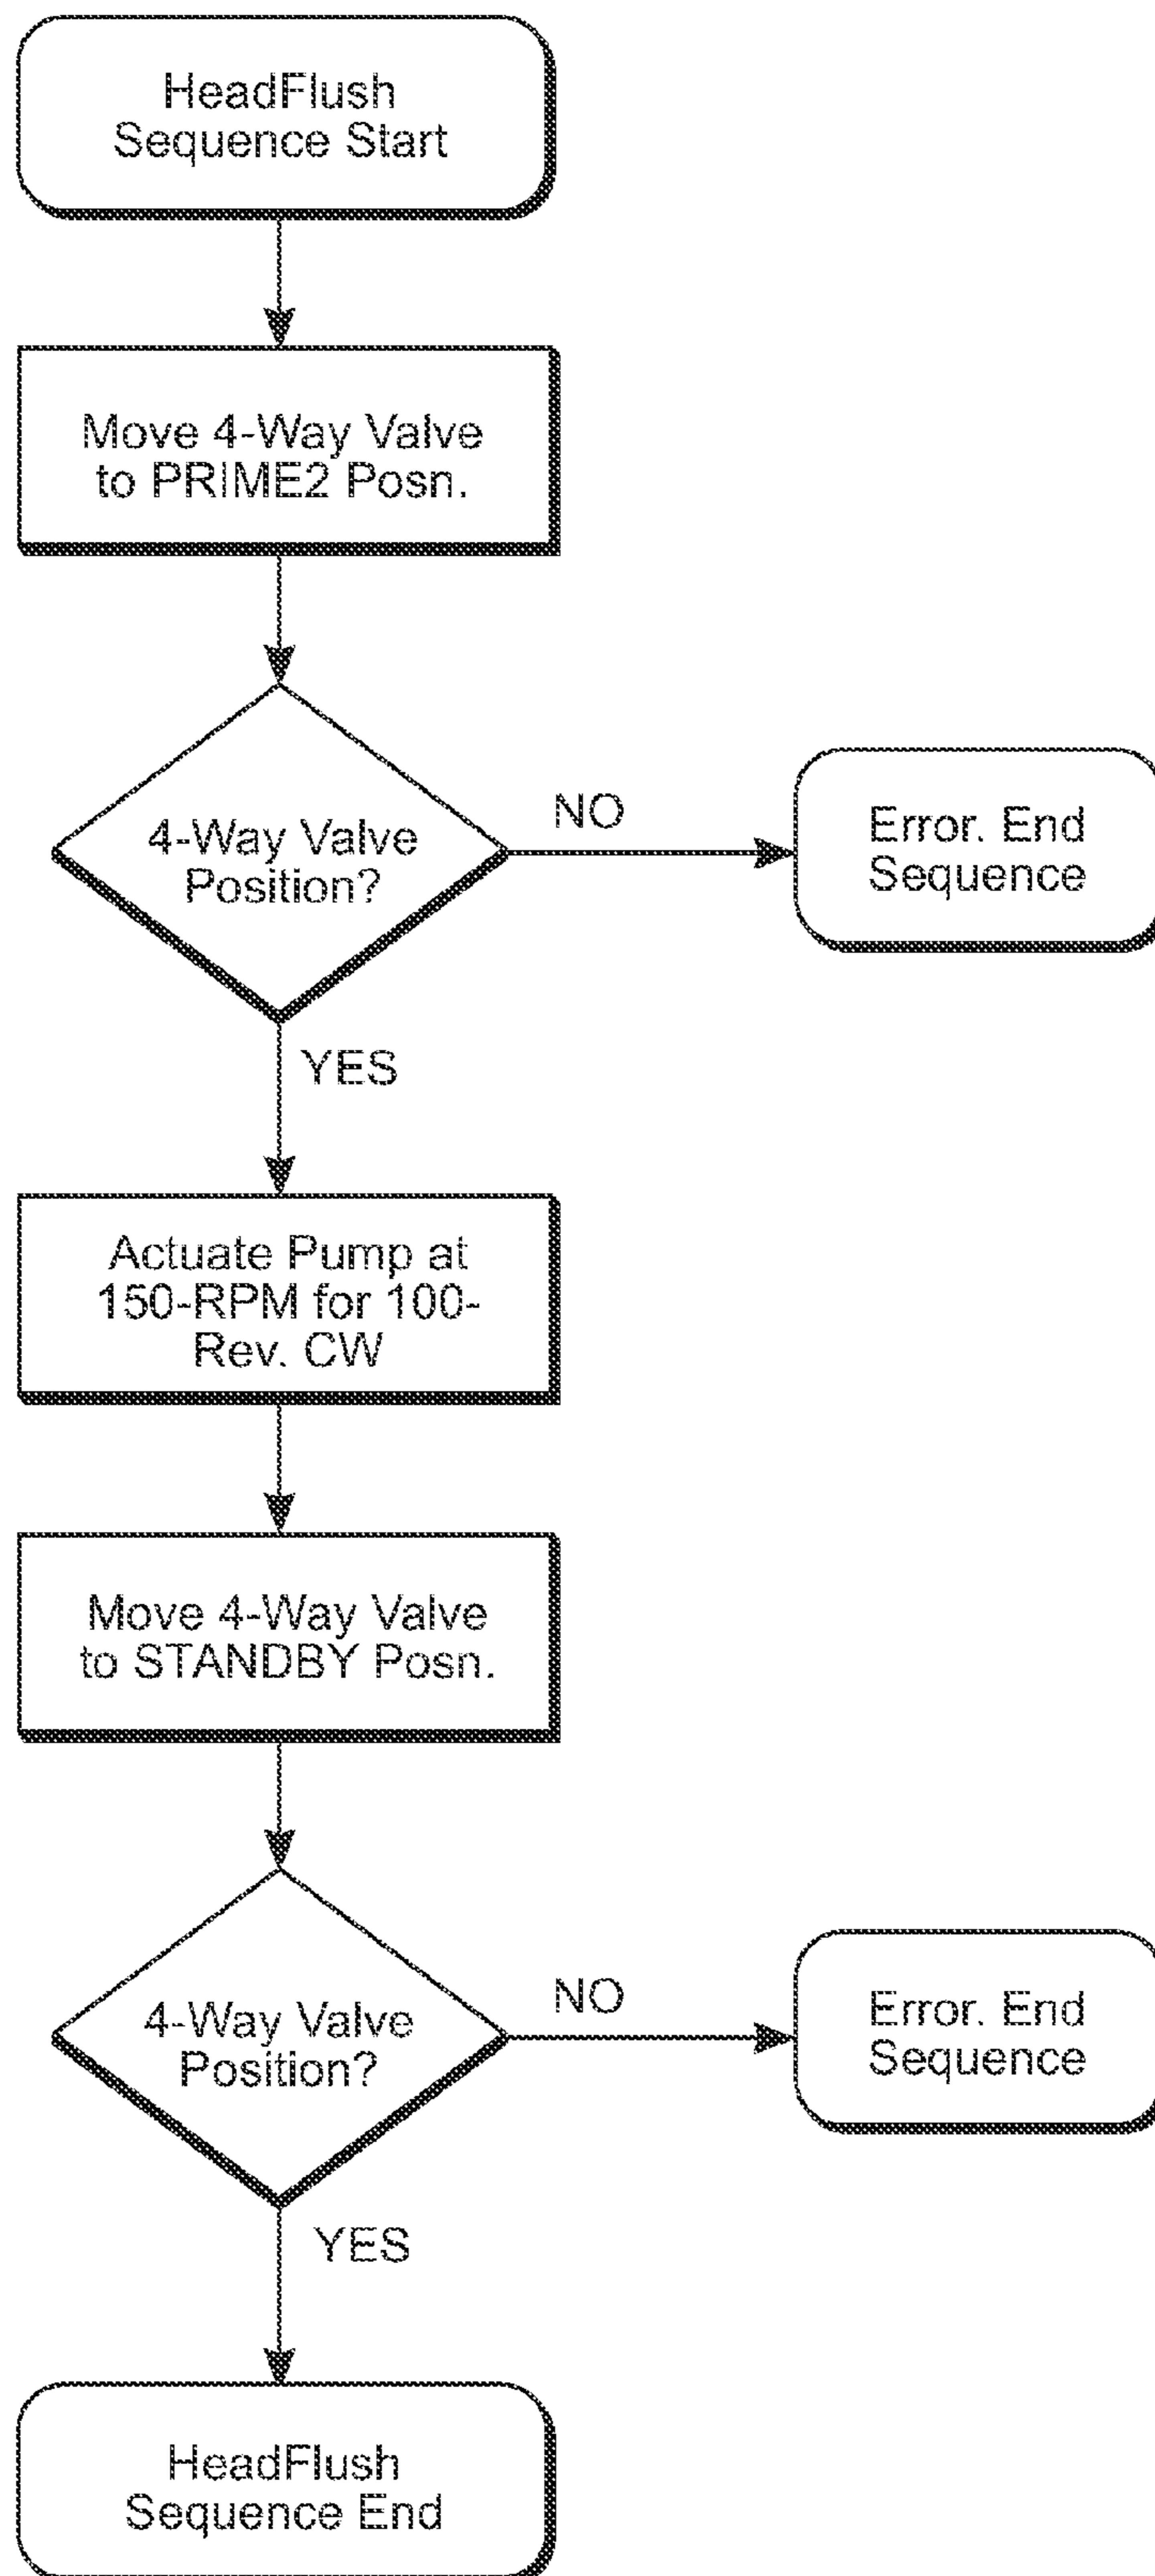 HeadFlush
Sequence Start
Move 4-Way Valve
to PRIME2 Posn.
4-Way Valve
Position?
NO
Error. End
Sequence
YES
Actuate Pump at
150-RPM for 100-
Rev. CW
Move 4-Way Valve
to STANDBY Posn.
4-Way Valve
Position?
NO
Error. End
Sequence
YES
HeadFlush
Sequence End